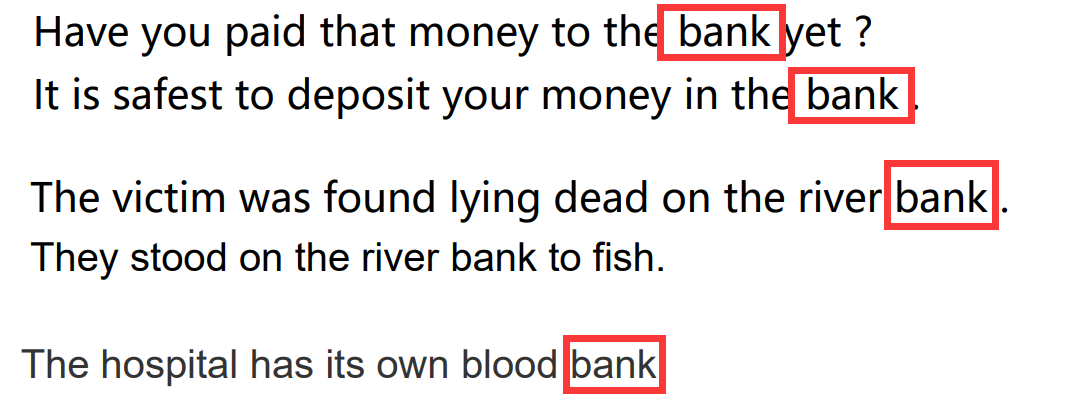 Have you paid that money to the bank yet ?
It is safest to deposit your money in the bank .
The victim was found lying dead on the river bank .
They stood on the river bank to fish.
The hospital has its own blood bank